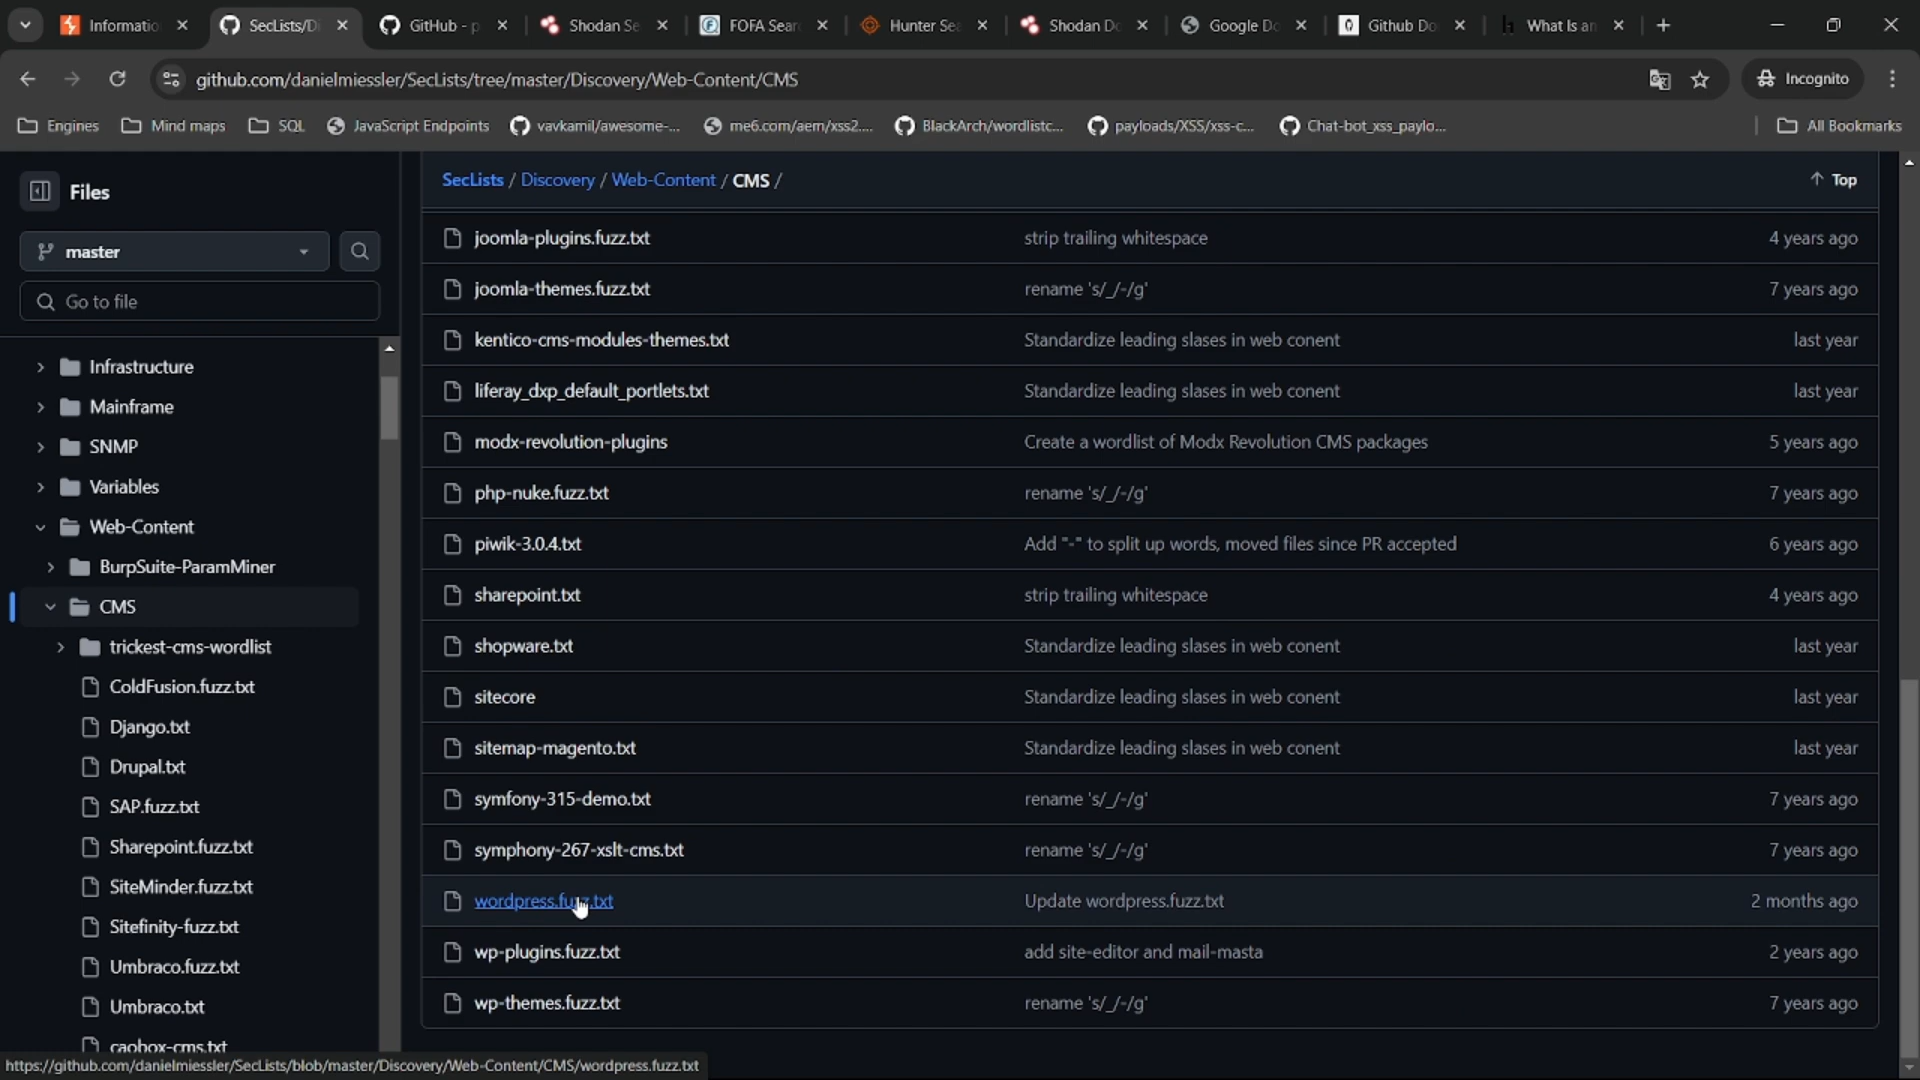 Informatio
SecLists/Di
GitHub - p
Shodan Se
FOFA Sear
Hunter Sea
Shodan Do
Google Do
Github Do
What Is an
github.com/danielmiessler/SecLists/tree/master/Discovery/Web-Content/CMS
Incognito
Engines
Mind maps
SQL
JavaScript Endpoints
vavkamil/awesome-...
me6.com/aem/xss2....
BlackArch/wordlistc...
payloads/XSS/xss-c...
Chat-bot_xss_paylo...
All Bookmarks
Files
master
Go to file
Infrastructure
Mainframe
SNMP
Variables
Web-Content
BurpSuite-ParamMiner
CMS
trickest-cms-wordlist
ColdFusion.fuzz.txt
Django.txt
Drupal.txt
SAP.fuzz.txt
Sharepoint.fuzz.txt
SiteMinder.fuzz.txt
Sitefinity-fuzz.txt
Umbraco.fuzz.txt
Umbraco.txt
caobox-cms.txt
SecLists / Discovery / Web-Content / CMS /
Top
joomla-plugins.fuzz.txt strip trailing whitespace 4 years ago
joomla-themes.fuzz.txt rename 's/_/-/g' 7 years ago
kentico-cms-modules-themes.txt Standardize leading slases in web conent last year
liferay_dxp_default_portlets.txt Standardize leading slases in web conent last year
modx-revolution-plugins Create a wordlist of Modx Revolution CMS packages 5 years ago
php-nuke.fuzz.txt rename 's/_/-/g' 7 years ago
piwik-3.0.4.txt Add "-" to split up words, moved files since PR accepted 6 years ago
sharepoint.txt strip trailing whitespace 4 years ago
shopware.txt Standardize leading slases in web conent last year
sitecore Standardize leading slases in web conent last year
sitemap-magento.txt Standardize leading slases in web conent last year
symfony-315-demo.txt rename 's/_/-/g' 7 years ago
symphony-267-xslt-cms.txt rename 's/_/-/g' 7 years ago
wordpress.fuzz.txt Update wordpress.fuzz.txt 2 months ago
wp-plugins.fuzz.txt add site-editor and mail-masta 2 years ago
wp-themes.fuzz.txt rename 's/_/-/g' 7 years ago
https://github.com/danielmiessler/SecLists/blob/master/Discovery/Web-Content/CMS/wordpress.fuzz.txt